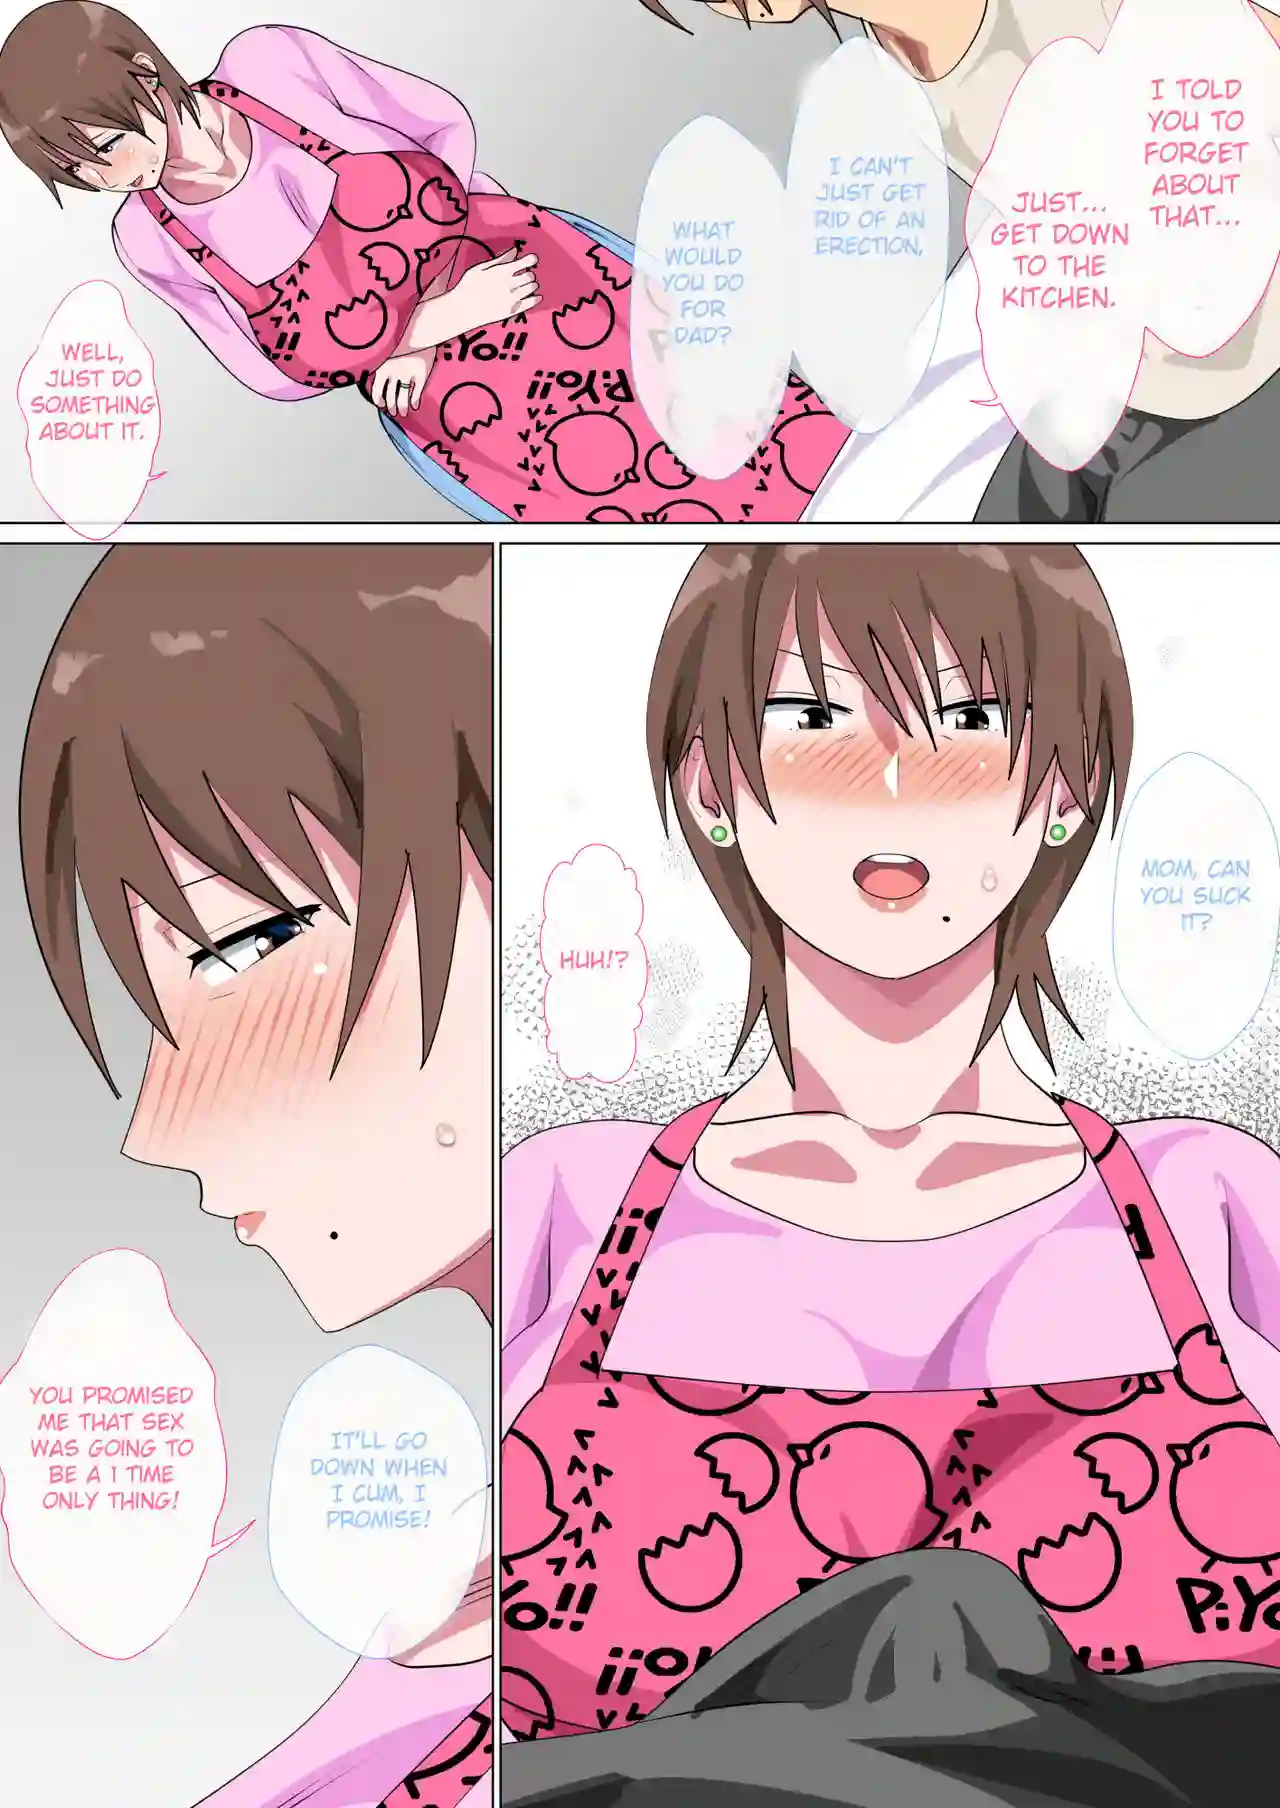 I TOLD
YOU TO
FORGET
ABOUT
THAT...
JUST...
GET DOWN
TO THE
KITCHEN.
I CAN'T
JUST GET
RID OF AN
ERECTION,
WHAT
WOULD
YOU DO
FOR
DAD?
WELL,
JUST DO
SOMETHING
ABOUT IT.
MOM, CAN
YOU SUCK
IT?
HUH!?
IT'LL GO
DOWN WHEN
I CUM, I
PROMISE!
YOU PROMISED
ME THAT SEX
WAS GOING TO
BE A 1 TIME
ONLY THING!
P:YO!!